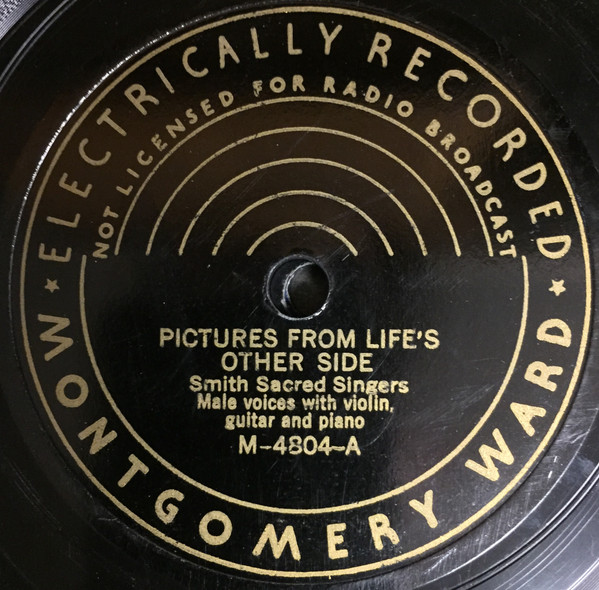 ELECTRICALLY RECORDED
NOT LICENSED FOR RADIO BROADCAST
PICTURES FROM LIFE'S
OTHER SIDE
Smith Sacred Singers
Male voices with violin,
guitar and piano
M-4804-A
★ MONTGOMERY WARD ★